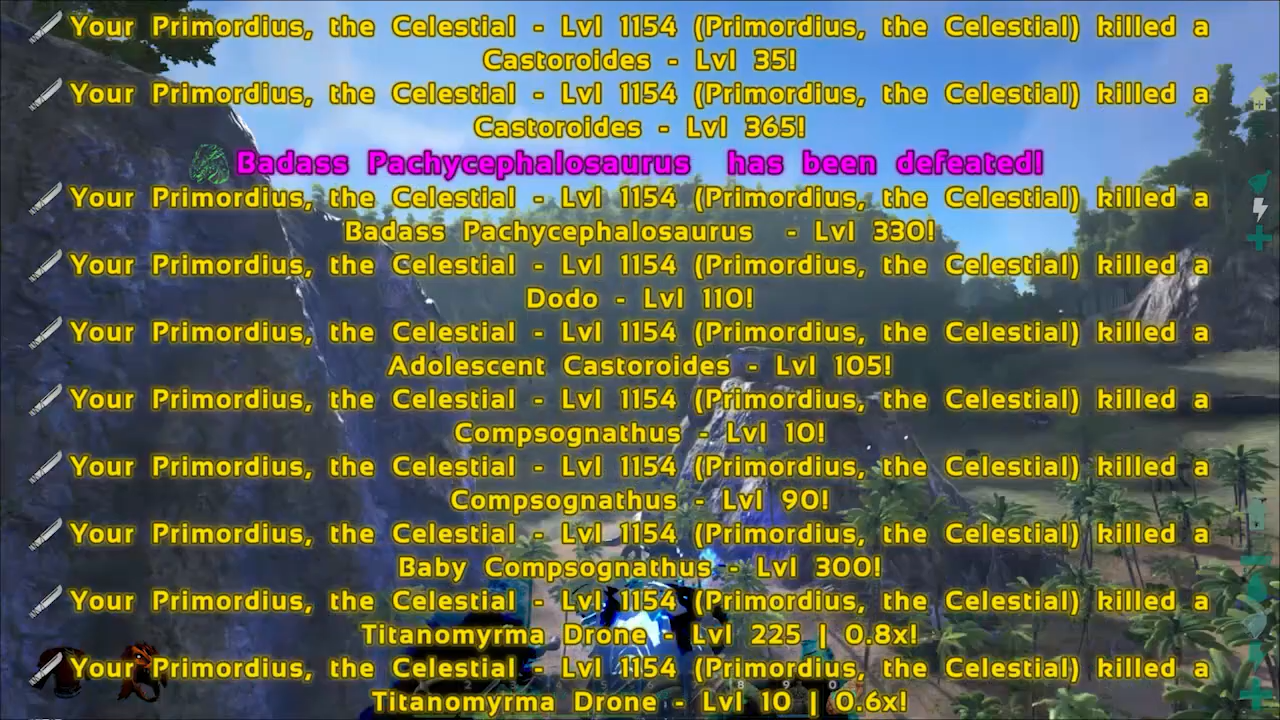 Your Primordius, the Celestial - Lvl 1154 (Primordius, the Celestial) killed a
Castoroides - Lvl 35!
Your Primordius, the Celestial - Lvl 1154 (Primordius, the Celestial) killed a
Castoroides - Lvl 365!
Badass Pachycephalosaurus has been defeated!
Your Primordius, the Celestial - Lvl 1154 (Primordius, the Celestial) killed a
Badass Pachycephalosaurus - Lvl 330!
Your Primordius, the Celestial - Lvl 1154 (Primordius, the Celestial) killed a
Dodo - Lvl 110!
Your Primordius, the Celestial - Lvl 1154 (Primordius, the Celestial) killed a
Adolescent Castoroides - Lvl 105!
Your Primordius, the Celestial - Lvl 1154 (Primordius, the Celestial) killed a
Compsognathus - Lvl 10!
Your Primordius, the Celestial - Lvl 1154 (Primordius, the Celestial) killed a
Compsognathus - Lvl 90!
Your Primordius, the Celestial - Lvl 1154 (Primordius, the Celestial) killed a
Baby Compsognathus - Lvl 300!
Your Primordius, the Celestial - Lvl 1154 (Primordius, the Celestial) killed a
Titanomyrma Drone - Lvl 225 | 0.8x!
Your Primordius, the Celestial - Lvl 1154 (Primordius, the Celestial) killed a
Titanomyrma Drone - Lvl 10 | 0.6x!